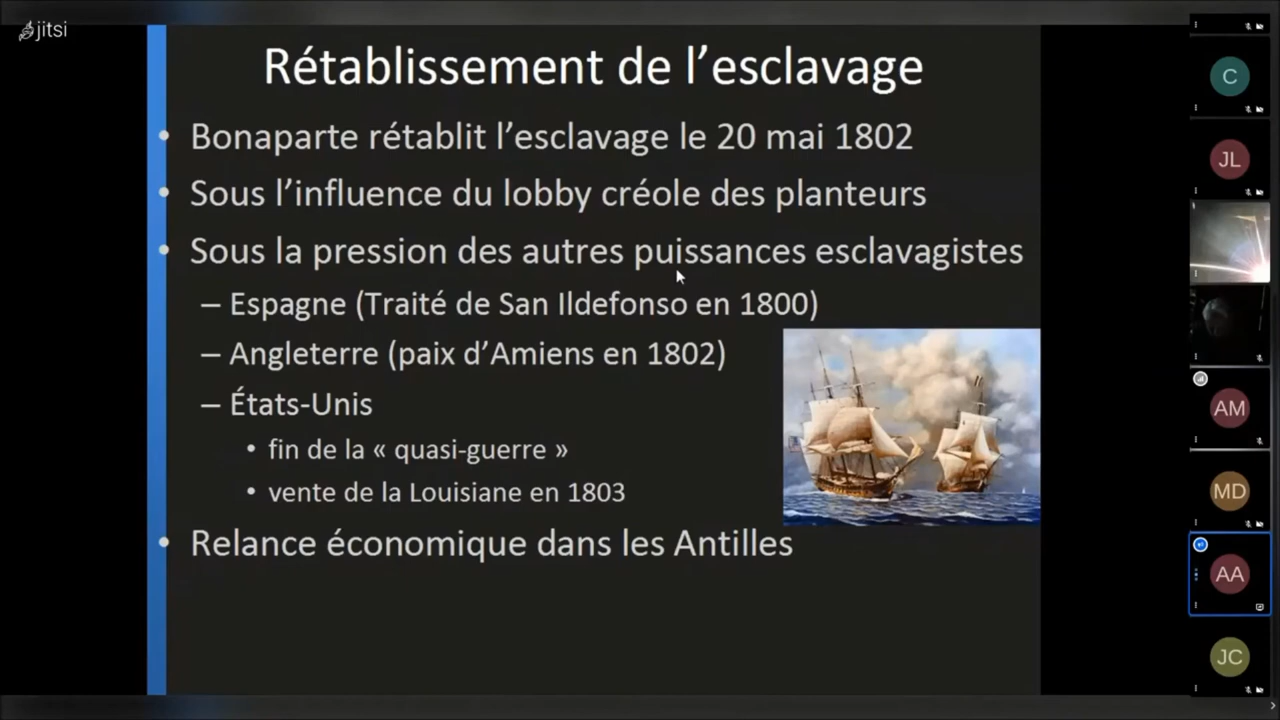 jitsi
Rétablissement de l’esclavage
• Bonaparte rétablit l’esclavage le 20 mai 1802
• Sous l’influence du lobby créole des planteurs
• Sous la pression des autres puissances esclavagistes
– Espagne (Traité de San Ildefonso en 1800)
– Angleterre (paix d’Amiens en 1802)
– États-Unis
• fin de la « quasi-guerre »
• vente de la Louisiane en 1803
• Relance économique dans les Antilles
C
JL
AM
MD
AA
JC